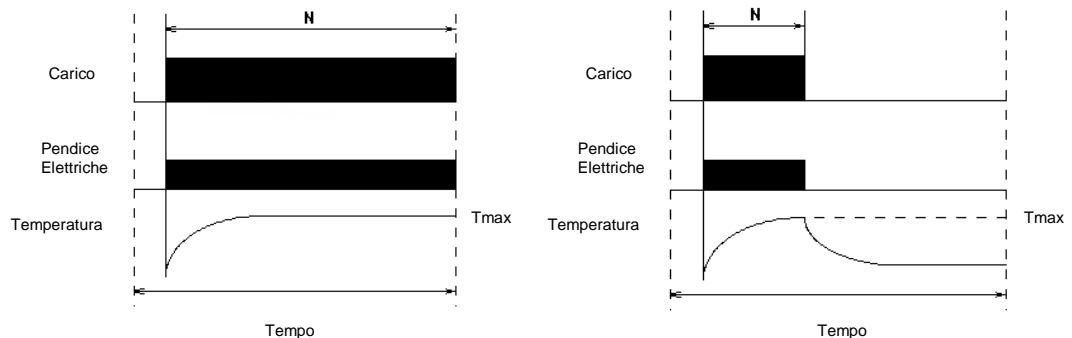 N
Carico
Pendice
Elettriche
Temperatura
Tmax
Tempo
N
Carico
Pendice
Elettriche
Temperatura
Tmax
Tempo